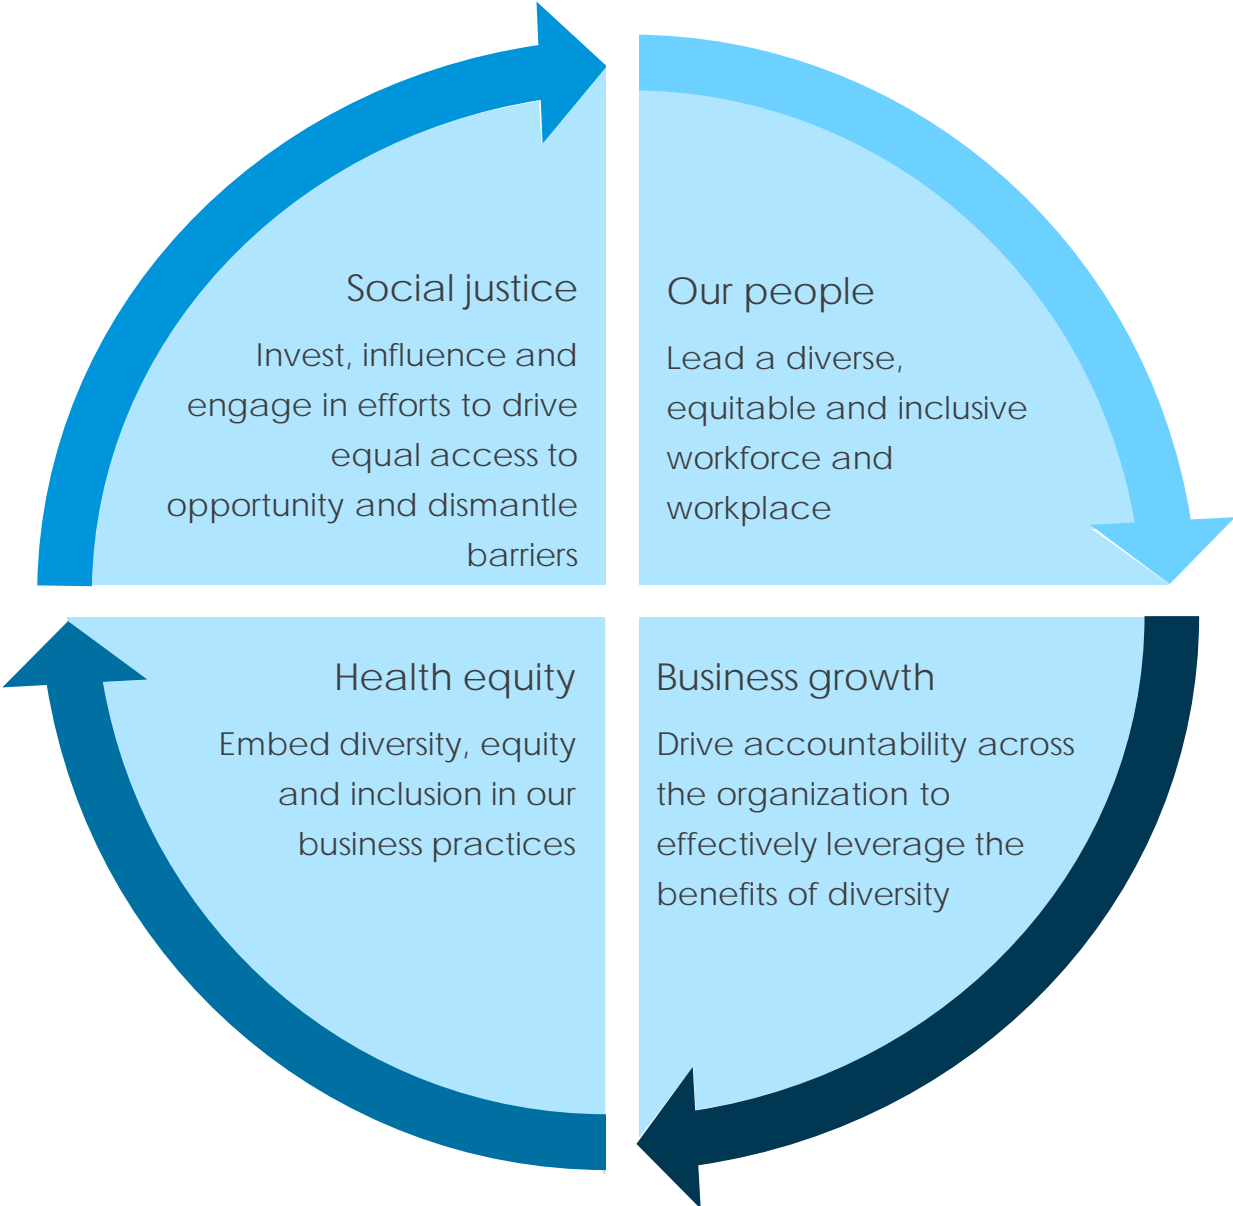 Social justice
Invest, influence and
engage in efforts to drive
equal access to
opportunity and dismantle
barriers
Our people
Lead a diverse,
equitable and inclusive
workforce and
workplace
Health equity
Embed diversity, equity
and inclusion in our
business practices
Business growth
Drive accountability across
the organization to
effectively leverage the
benefits of diversity